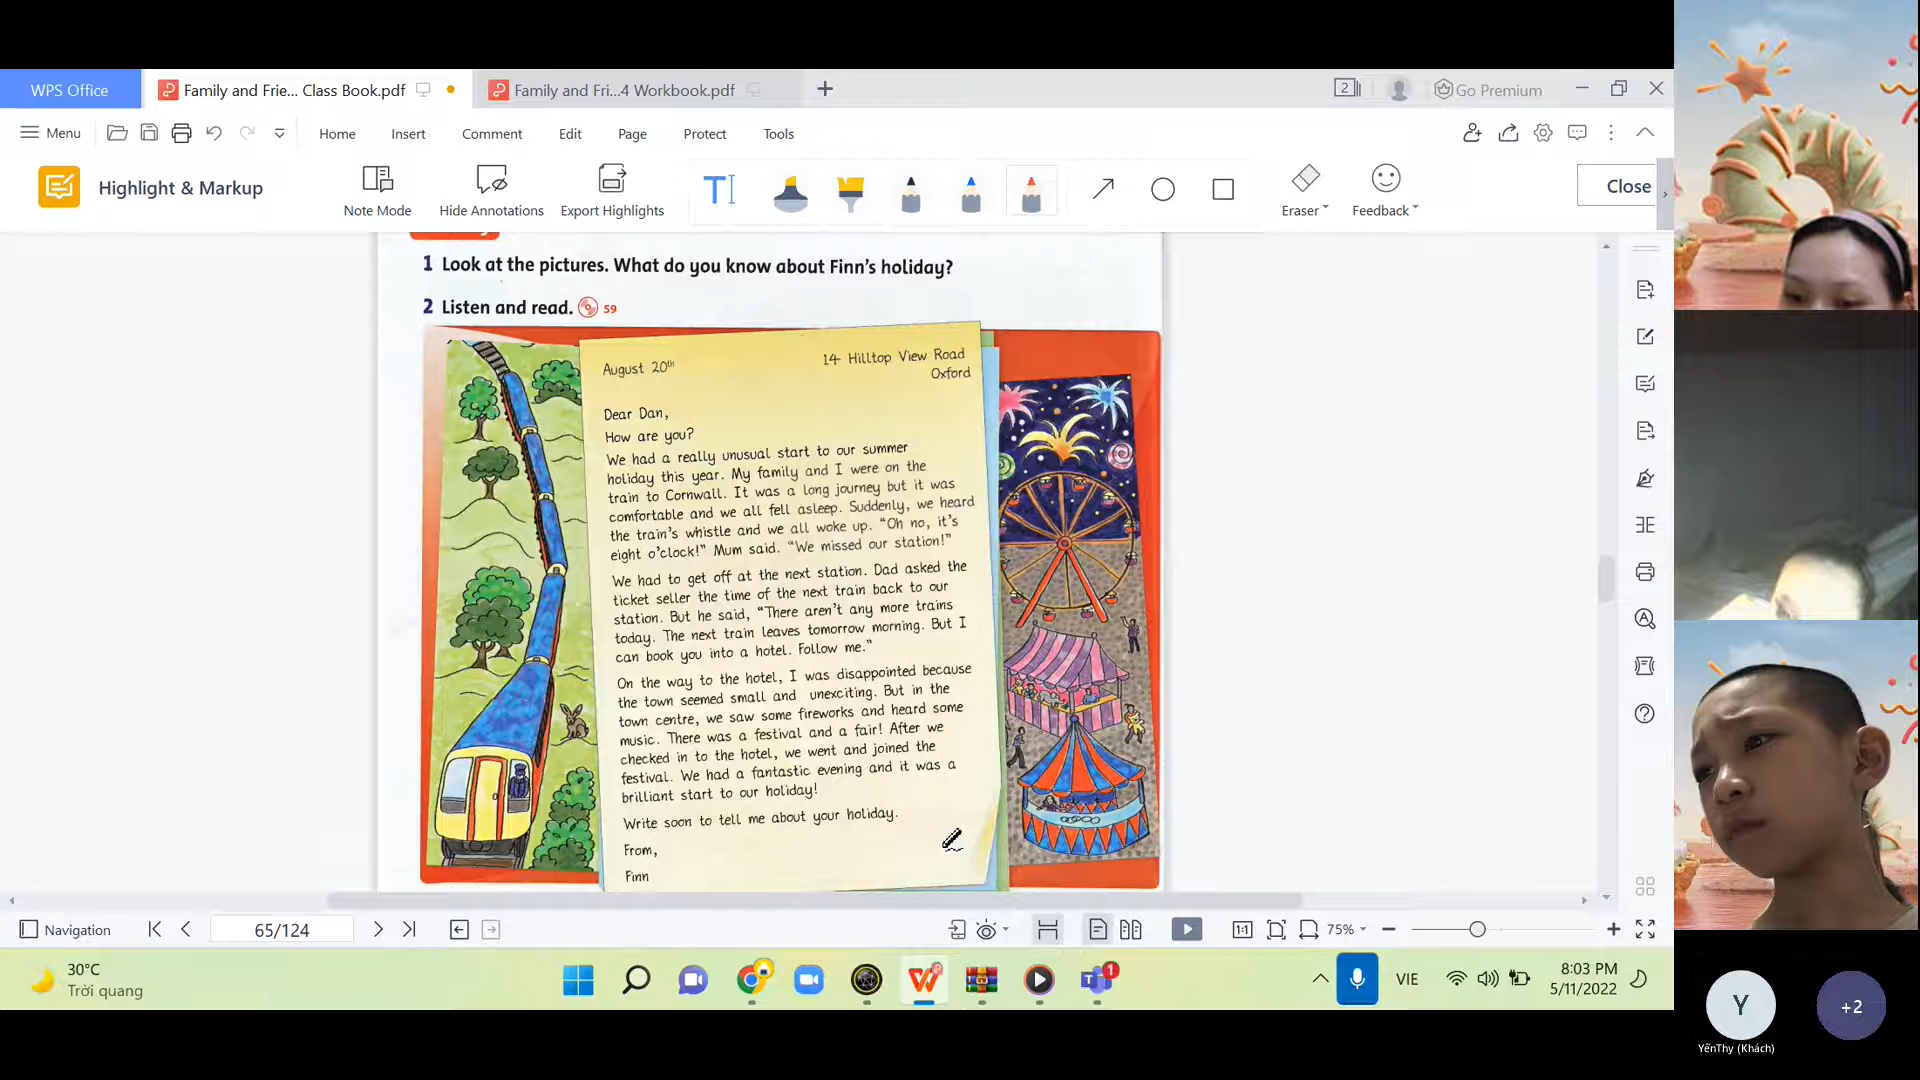 WPS Office
Family and Frie... Class Book.pdf
Family and Fri...4 Workbook.pdf
2
Go Premium
Menu
Home
Insert
Comment
Edit
Page
Protect
Tools
Highlight & Markup
Note Mode
Hide Annotations
Export Highlights
Eraser
Feedback
Close
1 Look at the pictures. What do you know about Finn's holiday?
2 Listen and read. 59
August 20th
14 Hilltop View Road
Oxford
Dear Dan,
How are you?
We had a really unusual start to our summer
holiday this year. My family and I were on the
train to Cornwall. It was a long journey but it was
comfortable and we all fell asleep. Suddenly, we heard
the train's whistle and we all woke up. "Oh no, it's
eight o'clock!" Mum said. "We missed our station!"
We had to get off at the next station. Dad asked the
ticket seller the time of the next train back to our
station. But he said, "There aren't any more trains
today. The next train leaves tomorrow morning. But I
can book you into a hotel. Follow me."
On the way to the hotel, I was disappointed because
the town seemed small and unexciting. But in the
town centre, we saw some fireworks and heard some
music. There was a festival and a fair! After we
checked in to the hotel, we went and joined the
festival. We had a fantastic evening and it was a
brilliant start to our holiday!
Write soon to tell me about your holiday.
From,
Finn
Navigation
65/124
1:1
75%
30°C
Trời quang
1
VIE
8:03 PM
5/11/2022
Y
+2
YếnThy (Khách)